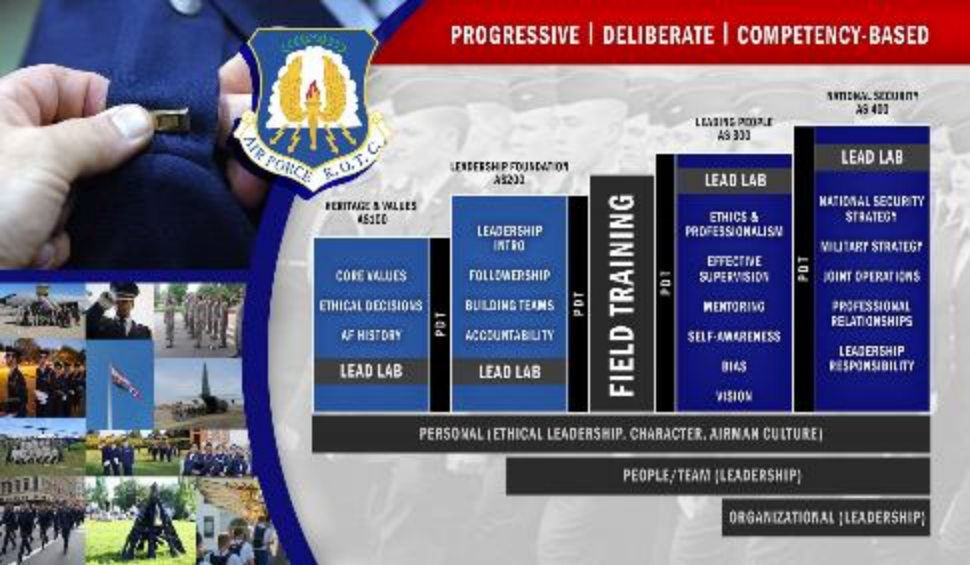 PROGRESSIVE | DELIBERATE | COMPETENCY-BASED
AIR FORCE R.O.T.C.
HERITAGE & VALUES
AS100
CORE VALUES
ETHICAL DECISIONS
AF HISTORY
LEAD LAB
PDT
LEADERSHIP FOUNDATION
AS200
LEADERSHIP
INTRO
FOLLOWERSHIP
BUILDING TEAMS
ACCOUNTABILITY
LEAD LAB
PDT
FIELD TRAINING
PDT
LEADING PEOPLE
AS 300
LEAD LAB
ETHICS &
PROFESSIONALISM
EFFECTIVE
SUPERVISION
MENTORING
SELF-AWARENESS
BIAS
VISION
PDT
NATIONAL SECURITY
AS 400
LEAD LAB
NATIONAL SECURITY
STRATEGY
MILITARY STRATEGY
JOINT OPERATIONS
PROFESSIONAL
RELATIONSHIPS
LEADERSHIP
RESPONSIBILITY
PERSONAL (ETHICAL LEADERSHIP, CHARACTER, AIRMAN CULTURE)
PEOPLE/TEAM (LEADERSHIP)
ORGANIZATIONAL (LEADERSHIP)